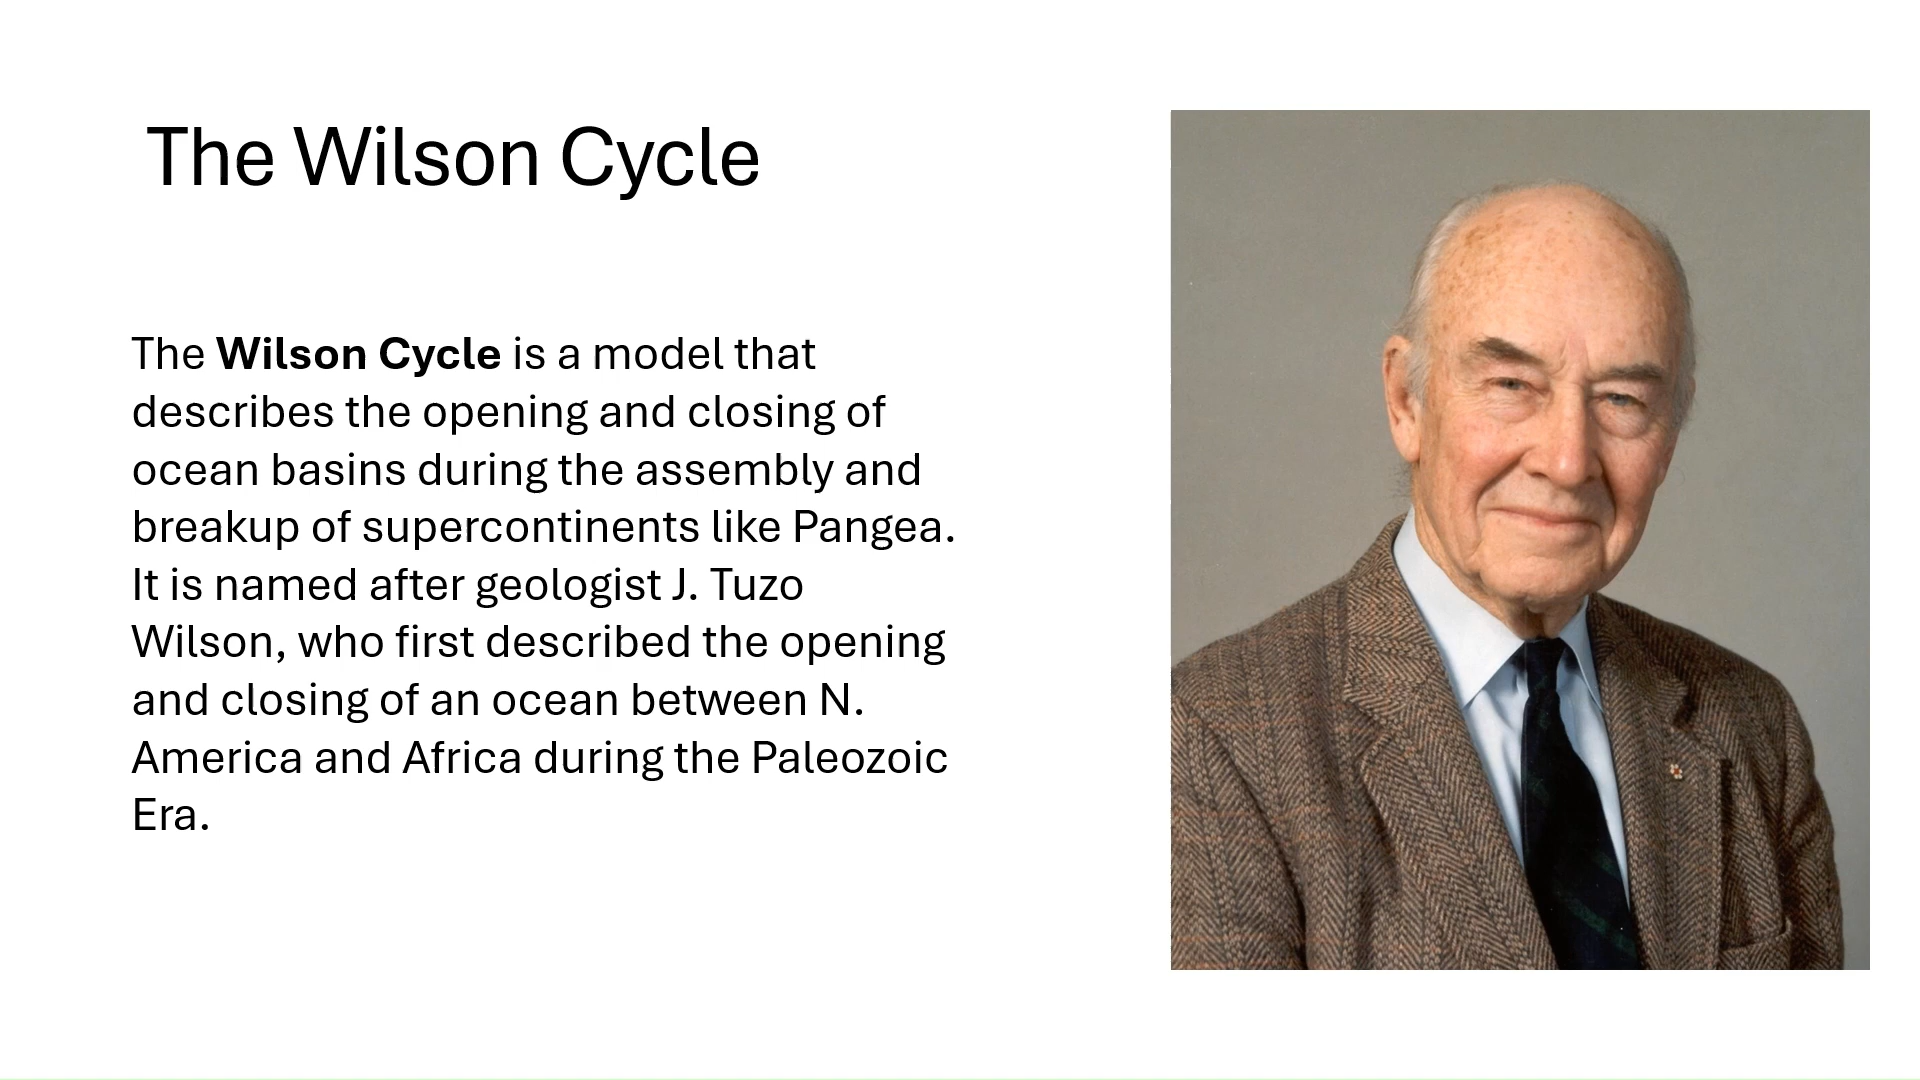 The Wilson Cycle
The Wilson Cycle is a model that
describes the opening and closing of
ocean basins during the assembly and
breakup of supercontinents like Pangea.
It is named after geologist J. Tuzo
Wilson, who first described the opening
and closing of an ocean between N.
America and Africa during the Paleozoic
Era.